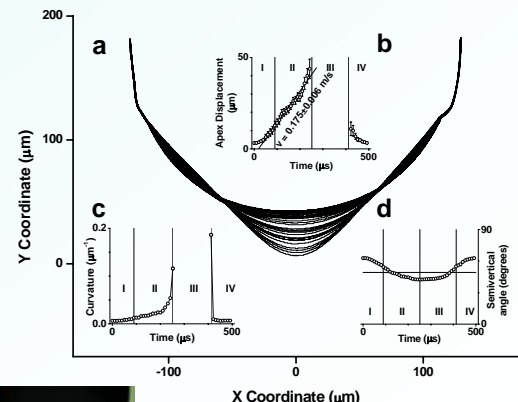 200
100
0
-100
0
100
Y Coordinate (μm)
X Coordinate (μm)
a
b
50
0
Apex Displacement
(μm)
I
II
III
IV
v = 0.175±0.006 m/s
0
500
Time (μs)
c
0.2
0.0
Curvature (μm⁻¹)
I
II
III
IV
0
500
Time (μs)
d
90
0
Semivertical
angle (degrees)
I
II
III
IV
0
500
Time (μs)